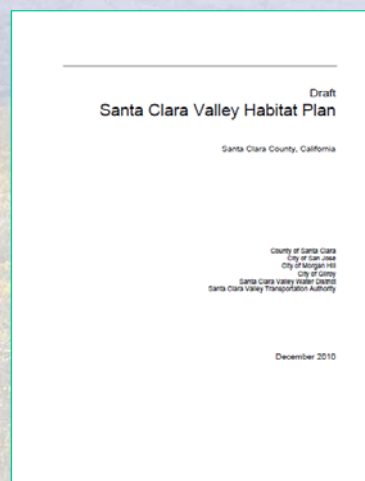 Draft
Santa Clara Valley Habitat Plan
Santa Clara County, California
County of Santa Clara
City of San Jose
City of Morgan Hill
City of Gilroy
Santa Clara Valley Water District
Santa Clara Valley Transportation Authority
December 2010